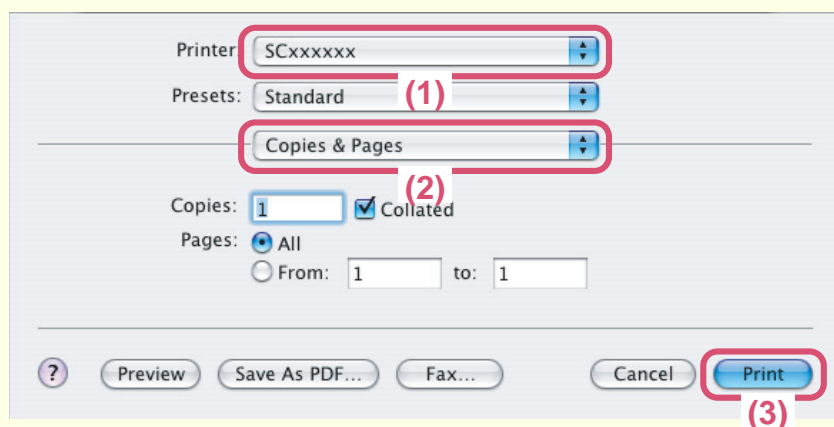 Printer: SCxxxxxx
(1)
Presets: Standard
Copies & Pages
(2)
Copies: 1 Collated
Pages: All
From: 1 to: 1
? Preview Save As PDF... Fax... Cancel Print
(3)